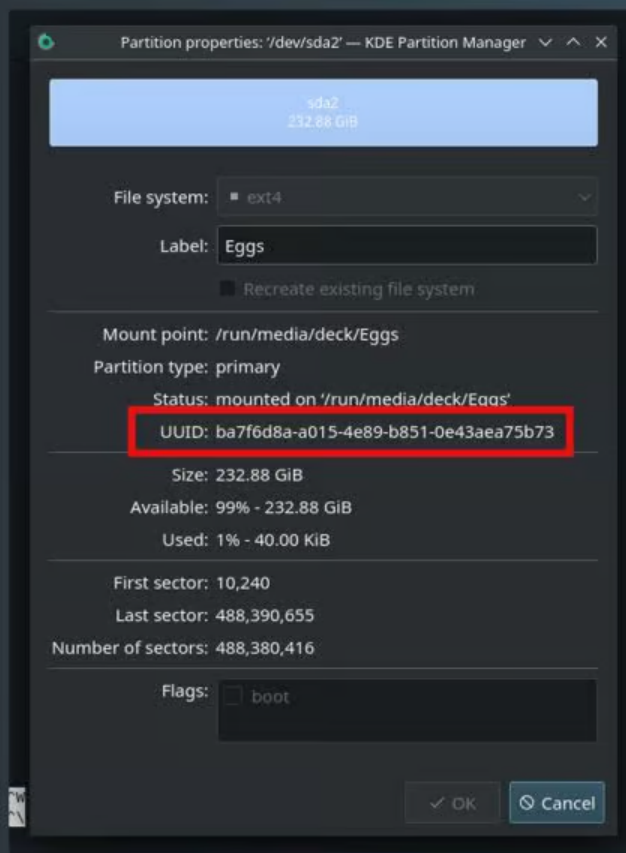 Partition properties: '/dev/sda2' — KDE Partition Manager
sda2
232.88 GiB
File system: ext4
Label: Eggs
Recreate existing file system
Mount point: /run/media/deck/Eggs
Partition type: primary
Status: mounted on '/run/media/deck/Eggs'
UUID: ba7f6d8a-a015-4e89-b851-0e43aea75b73
Size: 232.88 GiB
Available: 99% - 232.88 GiB
Used: 1% - 40.00 KiB
First sector: 10,240
Last sector: 488,390,655
Number of sectors: 488,380,416
Flags: boot
^W
^\
OK Cancel